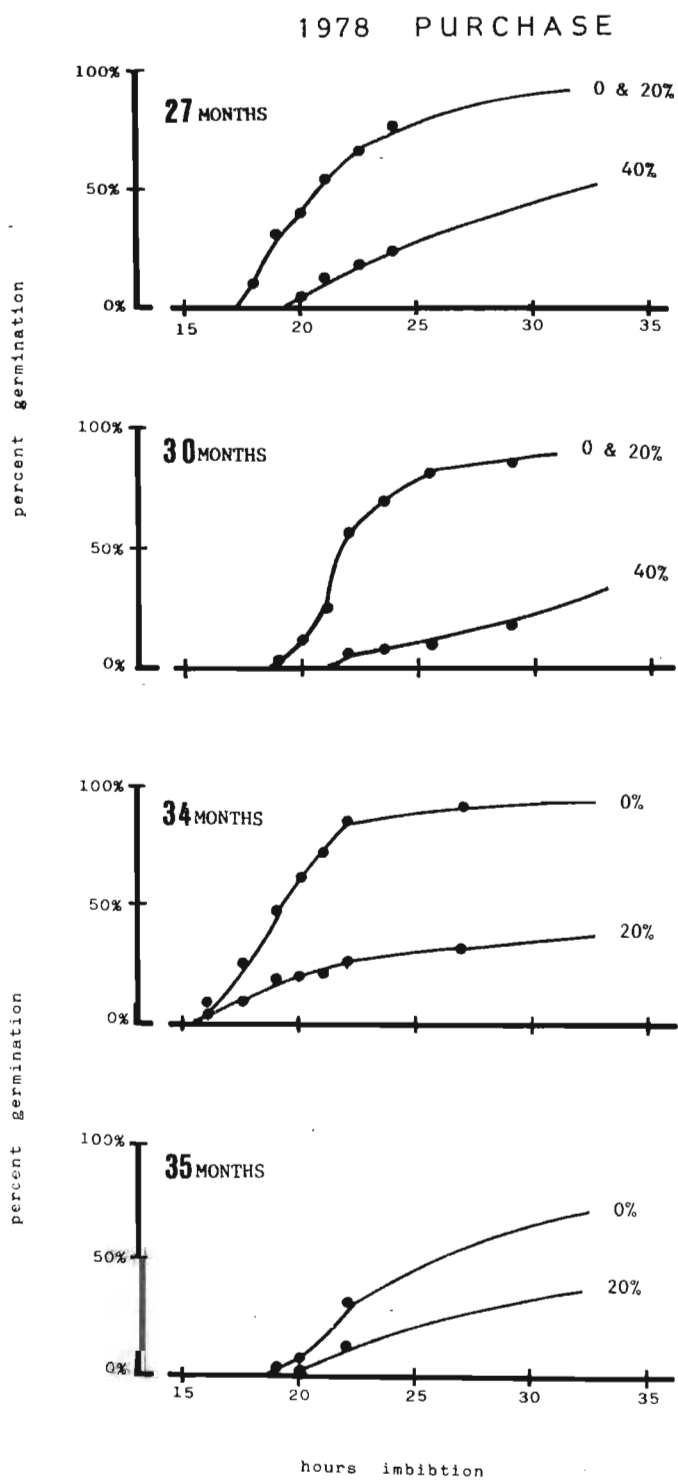 1978 PURCHASE
100%
27 MONTHS
0 & 20%
50%
40%
0%
15 20 25 30 35
percent germination
100%
30 MONTHS
0 & 20%
50%
40%
0%
100%
34 MONTHS
0%
50%
20%
0%
percent germination
100%
35 MONTHS
0%
50%
20%
0%
15 20 25 30 35
hours imbibtion